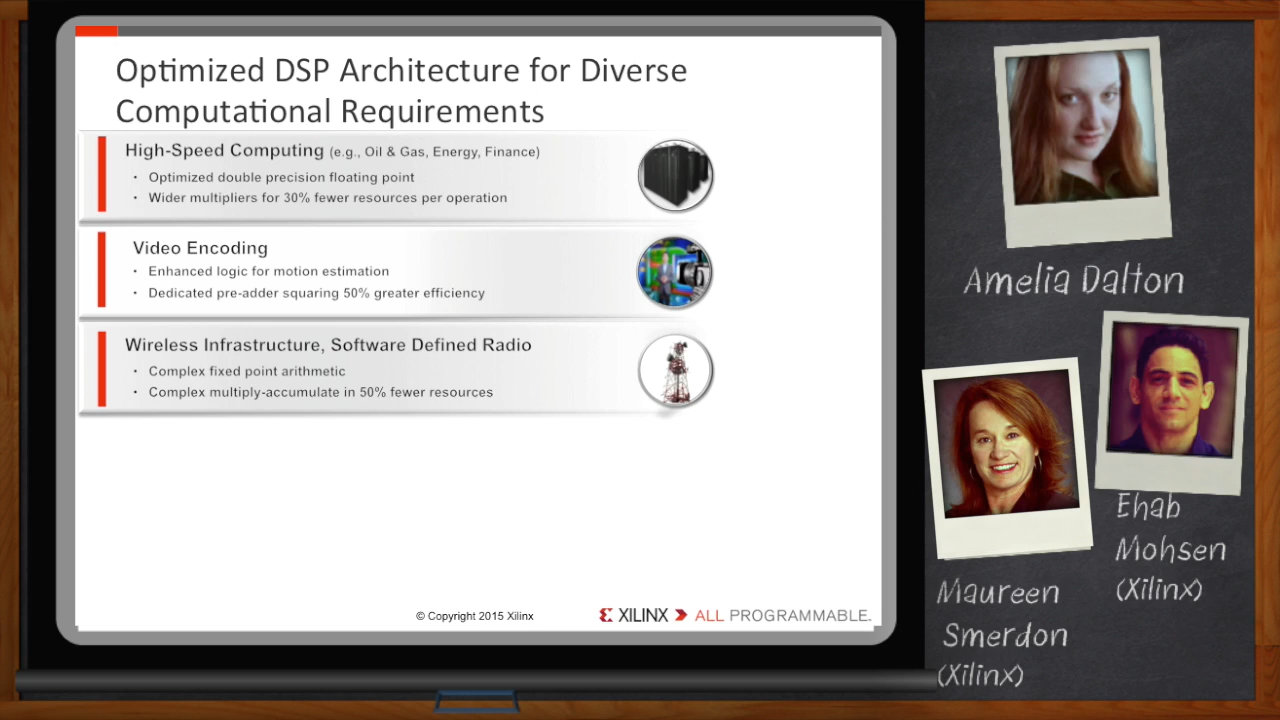 Optimized DSP Architecture for Diverse
Computational Requirements
High-Speed Computing (e.g., Oil & Gas, Energy, Finance)
• Optimized double precision floating point
• Wider multipliers for 30% fewer resources per operation
Video Encoding
• Enhanced logic for motion estimation
• Dedicated pre-adder squaring 50% greater efficiency
Wireless Infrastructure, Software Defined Radio
• Complex fixed point arithmetic
• Complex multiply-accumulate in 50% fewer resources
© Copyright 2015 Xilinx
XILINX ALL PROGRAMMABLE.
Amelia Dalton
Ehab
Mohsen
(Xilinx)
Maureen
Smerdon
(Xilinx)